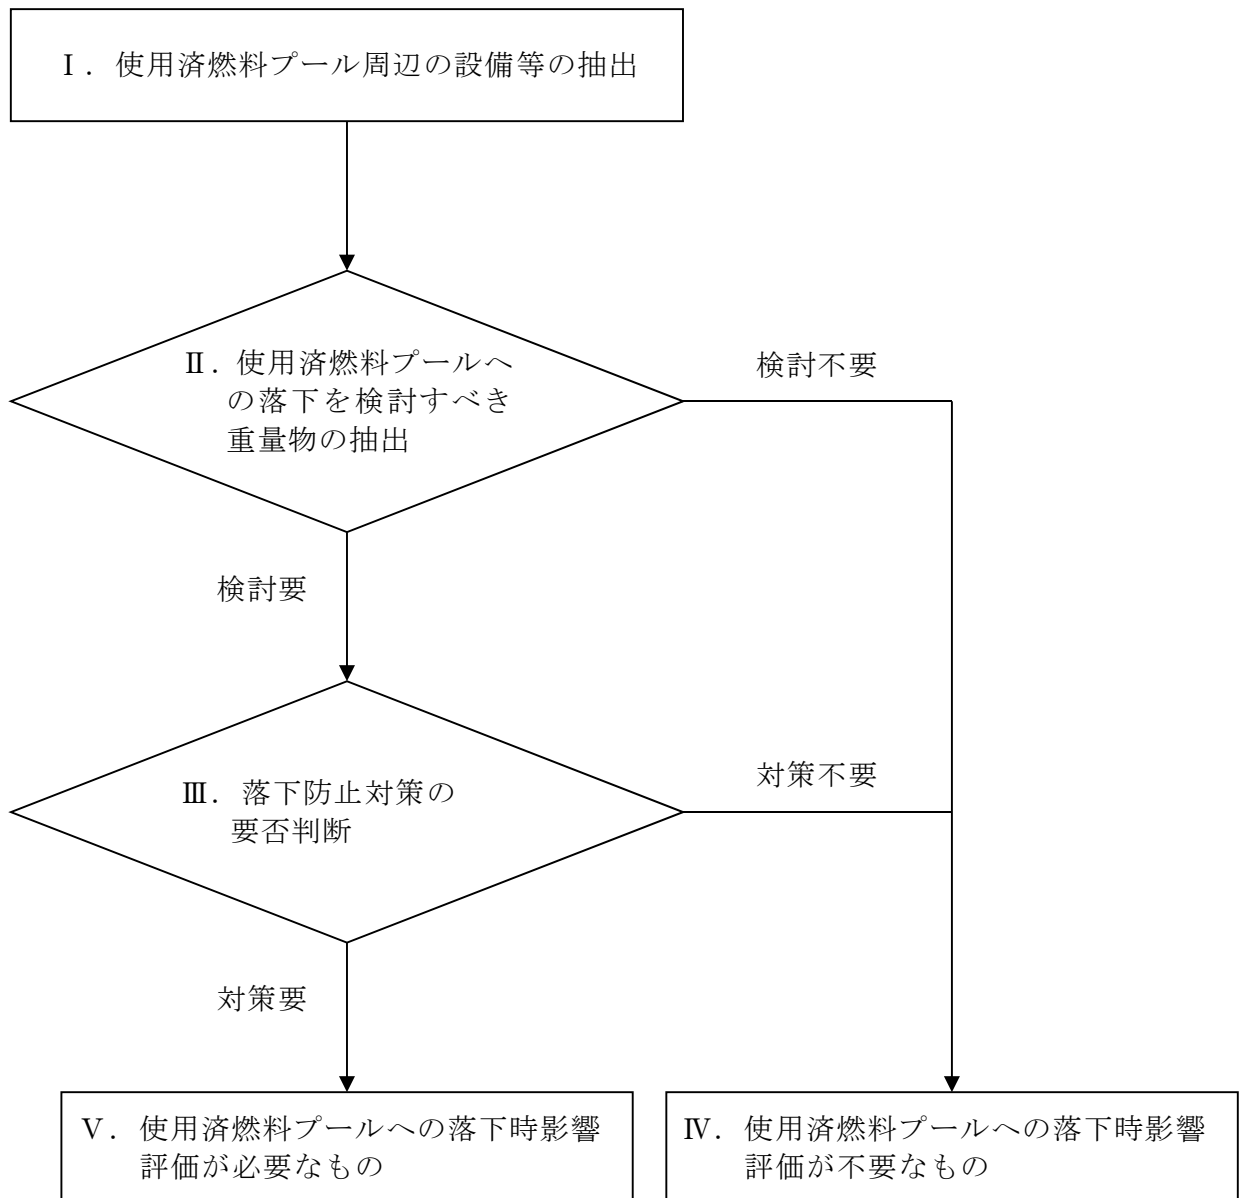 Ⅰ．使用済燃料プール周辺の設備等の抽出
Ⅱ．使用済燃料プールへ
の落下を検討すべき
重量物の抽出
検討不要
検討要
Ⅲ．落下防止対策の
要否判断
対策不要
対策要
Ⅴ．使用済燃料プールへの落下時影響
評価が必要なもの
Ⅳ．使用済燃料プールへの落下時影響
評価が不要なもの